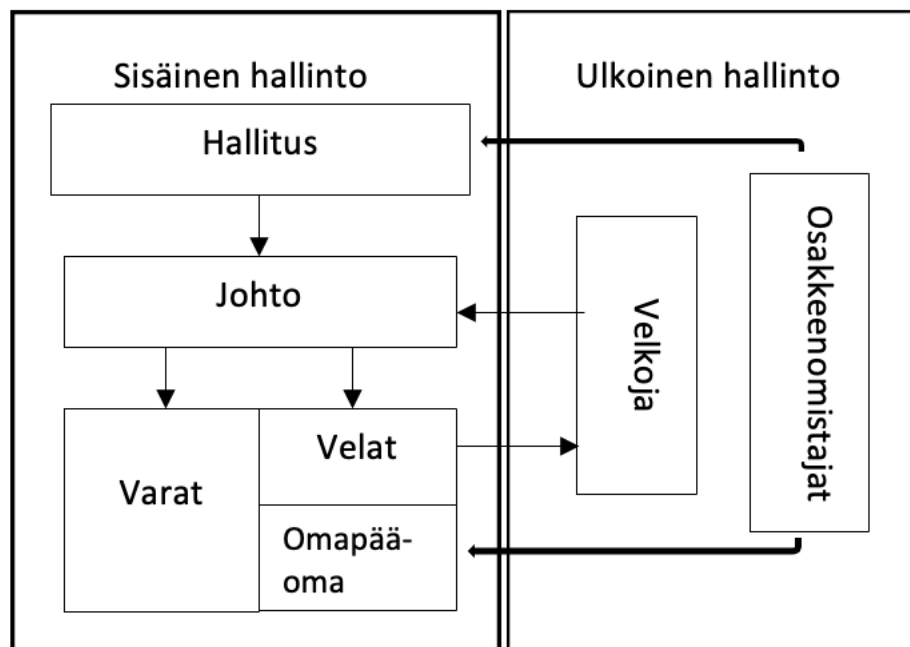 Sisäinen hallinto
Ulkoinen hallinto
Hallitus
Johto
Varat
Velat
Omapää-
oma
Velkoja
Osakkeenomistajat